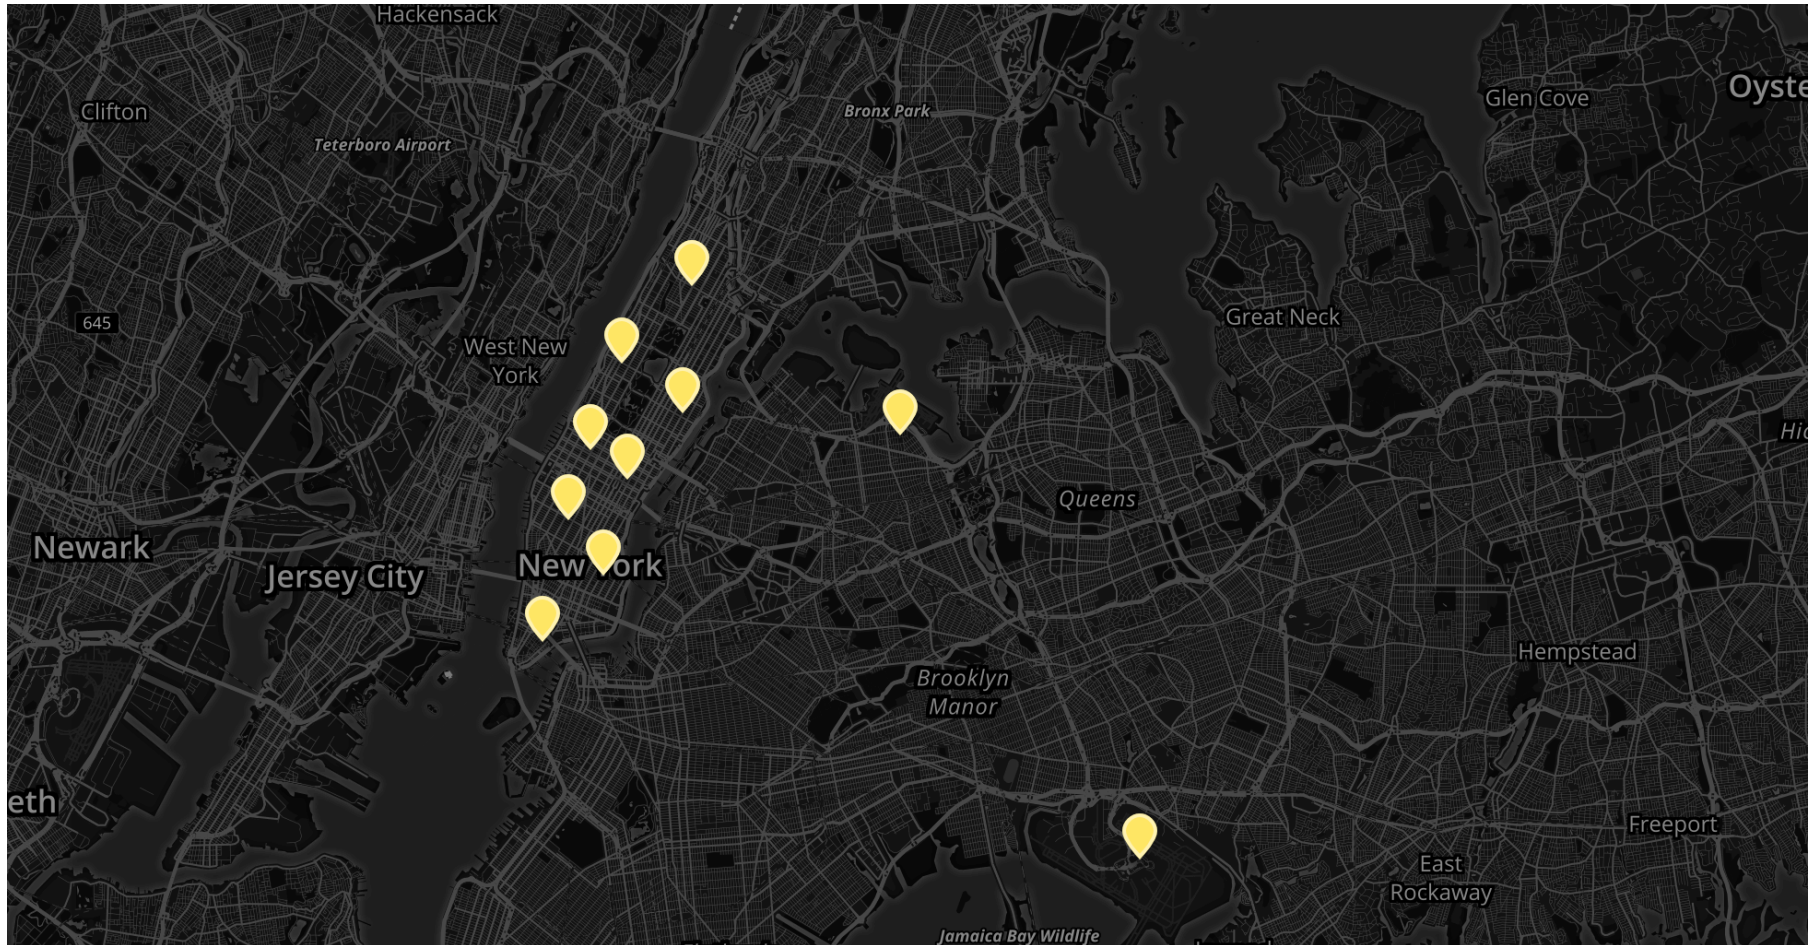 Hackensack
Clifton
Teterboro Airport
Bronx Park
Glen Cove
Oyste
645
West New
York
Great Neck
Queens
Newark
Jersey City
New York
Hempstead
Brooklyn
Manor
eth
Freeport
East
Rockaway
Jamaica Bay Wildlife